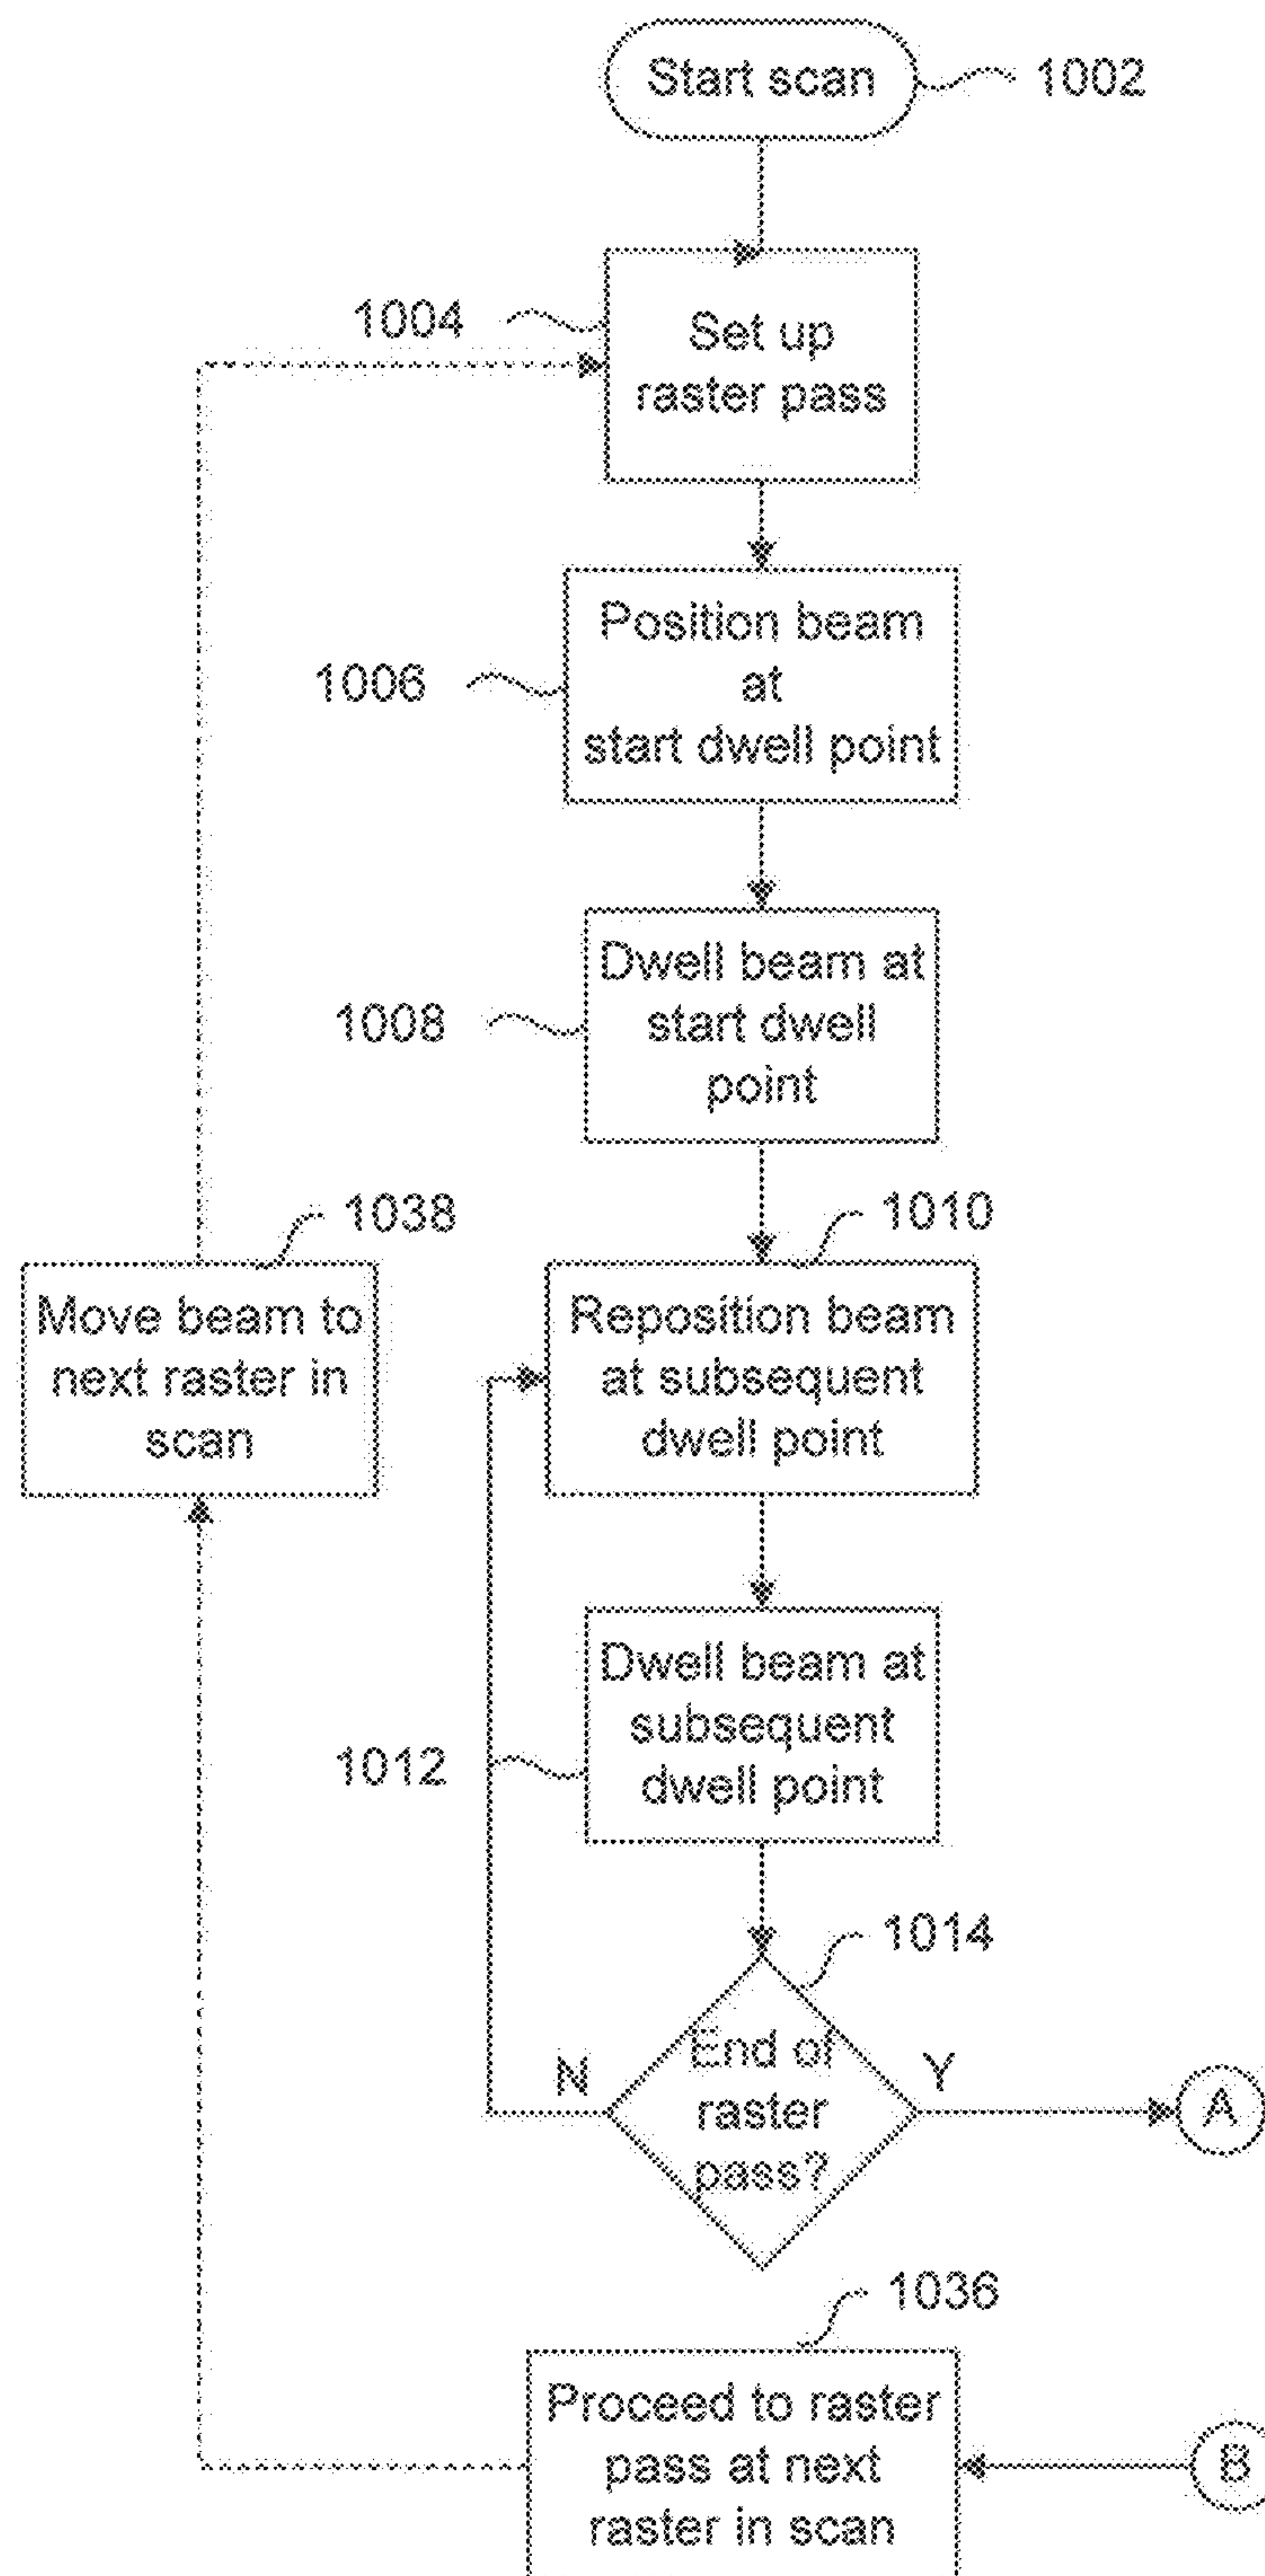 Start scan
1002
1004
Set up
raster pass
1006
Position beam
at
start dwell point
1008
Dwell beam at
start dwell
point
1038
1010
Move beam to
next raster in
scan
Reposition beam
at subsequent
dwell point
1012
Dwell beam at
subsequent
dwell point
1014
N
End of
raster
pass?
Y
A
1036
Proceed to raster
pass at next
raster in scan
B